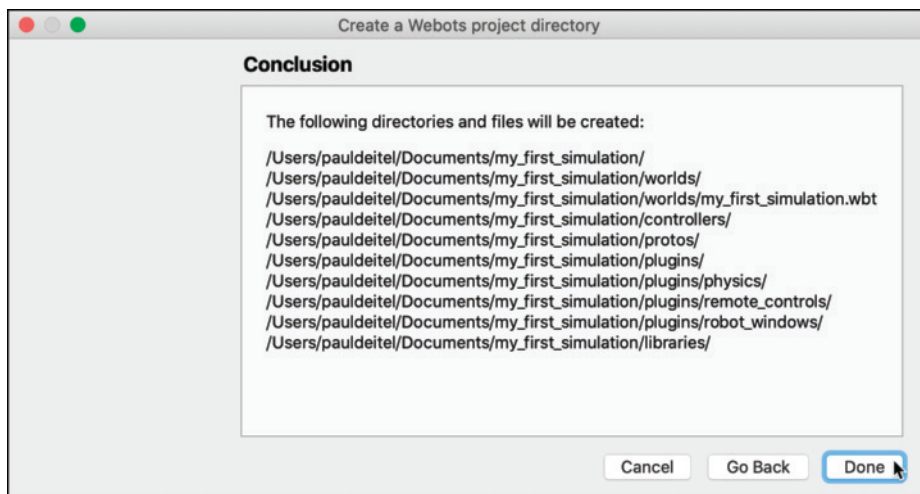 Create a Webots project directory
Conclusion
The following directories and files will be created:
/Users/pauldeitel/Documents/my_first_simulation/
/Users/pauldeitel/Documents/my_first_simulation/worlds/
/Users/pauldeitel/Documents/my_first_simulation/worlds/my_first_simulation.wbt
/Users/pauldeitel/Documents/my_first_simulation/controllers/
/Users/pauldeitel/Documents/my_first_simulation/protos/
/Users/pauldeitel/Documents/my_first_simulation/plugins/
/Users/pauldeitel/Documents/my_first_simulation/plugins/physics/
/Users/pauldeitel/Documents/my_first_simulation/plugins/remote_controls/
/Users/pauldeitel/Documents/my_first_simulation/plugins/robot_windows/
/Users/pauldeitel/Documents/my_first_simulation/libraries/
Cancel Go Back Done